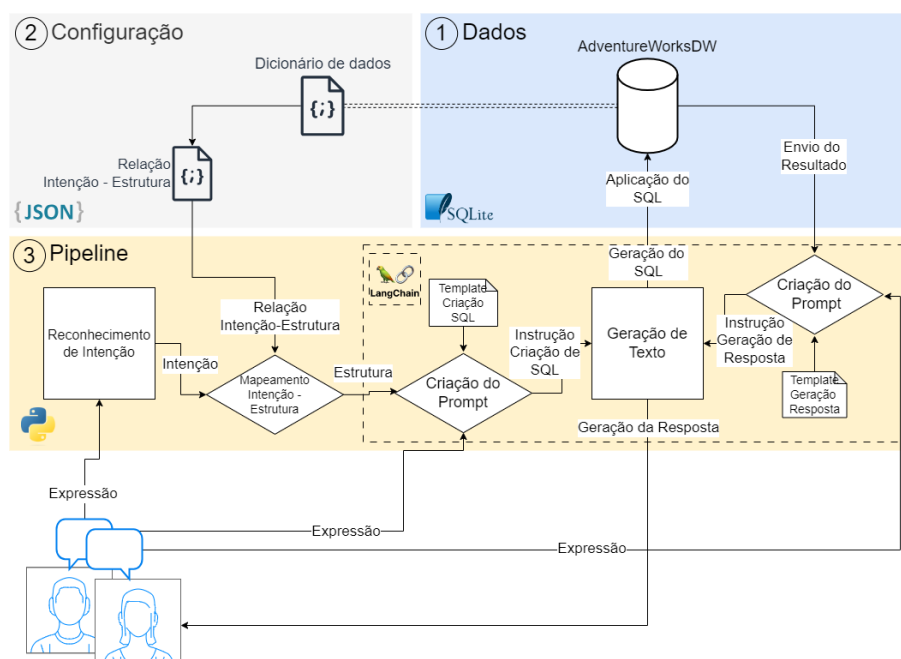 2 Configuração
1 Dados
AdventureWorksDW
Dicionário de dados
{;}
Relação
Intenção - Estrutura
{;}
{JSON}
Envio do
Resultado
Aplicação do
SQL
SQLite
3 Pipeline
Geração do
SQL
LangChain
Template
Criação
SQL
Relação
Intenção-Estrutura
Reconhecimento
de Intenção
Intenção
Mapeamento
Intenção -
Estrutura
Estrutura
Criação do
Prompt
Instrução
Criação de
SQL
Geração de
Texto
Instrução
Geração de
Resposta
Criação do
Prompt
Template
Geração
Resposta
Geração da Resposta
Expressão
Expressão
Expressão